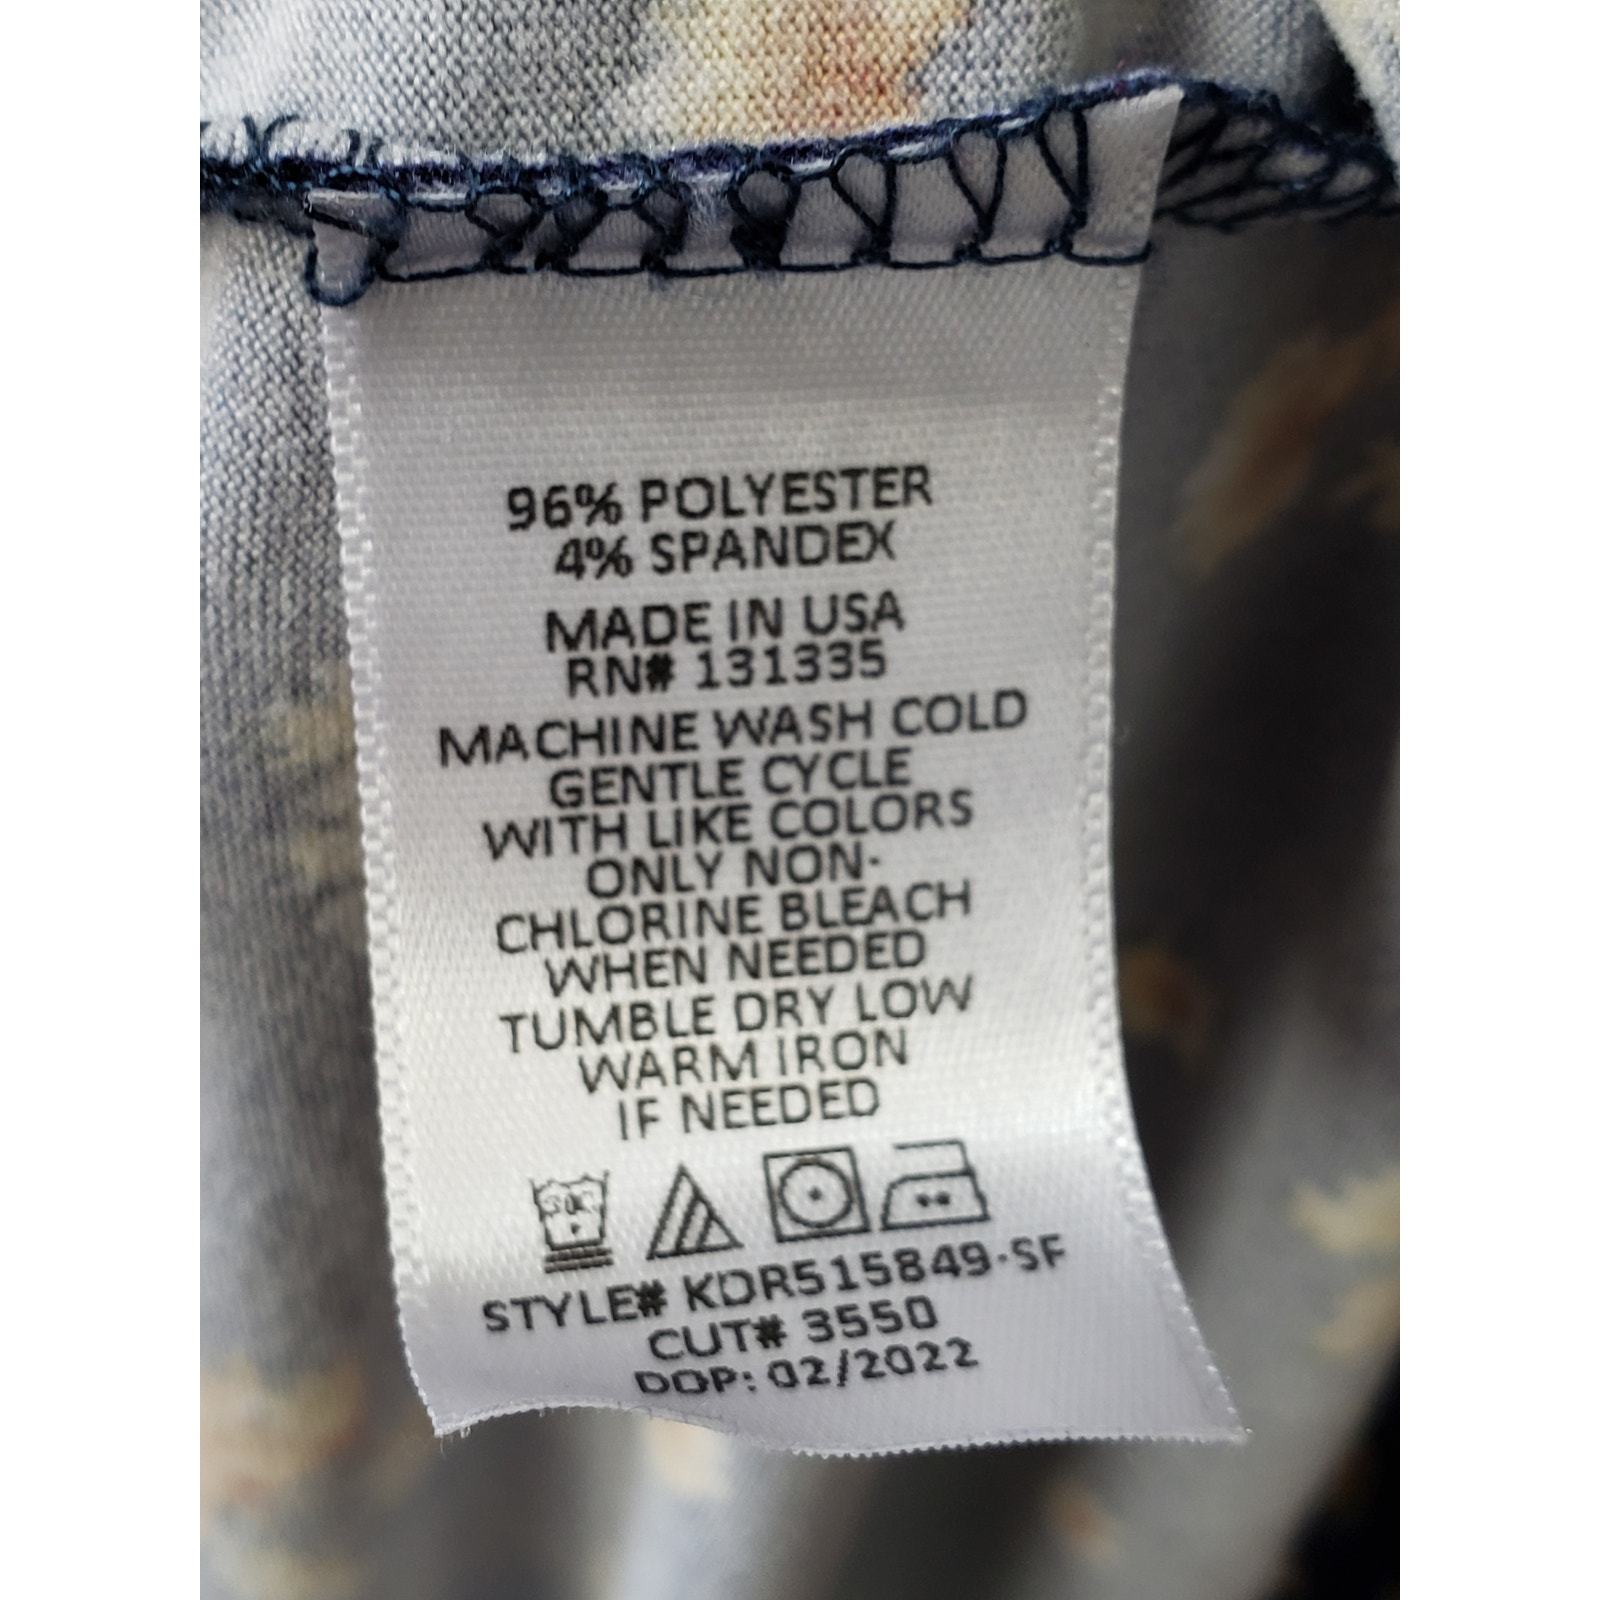 96% POLYESTER
4% SPANDEX
MADE IN USA
RN# 131335
MACHINE WASH COLD
GENTLE CYCLE
WITH LIKE COLORS
ONLY NON-
CHLORINE BLEACH
WHEN NEEDED
TUMBLE DRY LOW
WARM IRON
IF NEEDED
STYLE# KDR515849-SF
CUT# 3550
DOP: 02/2022